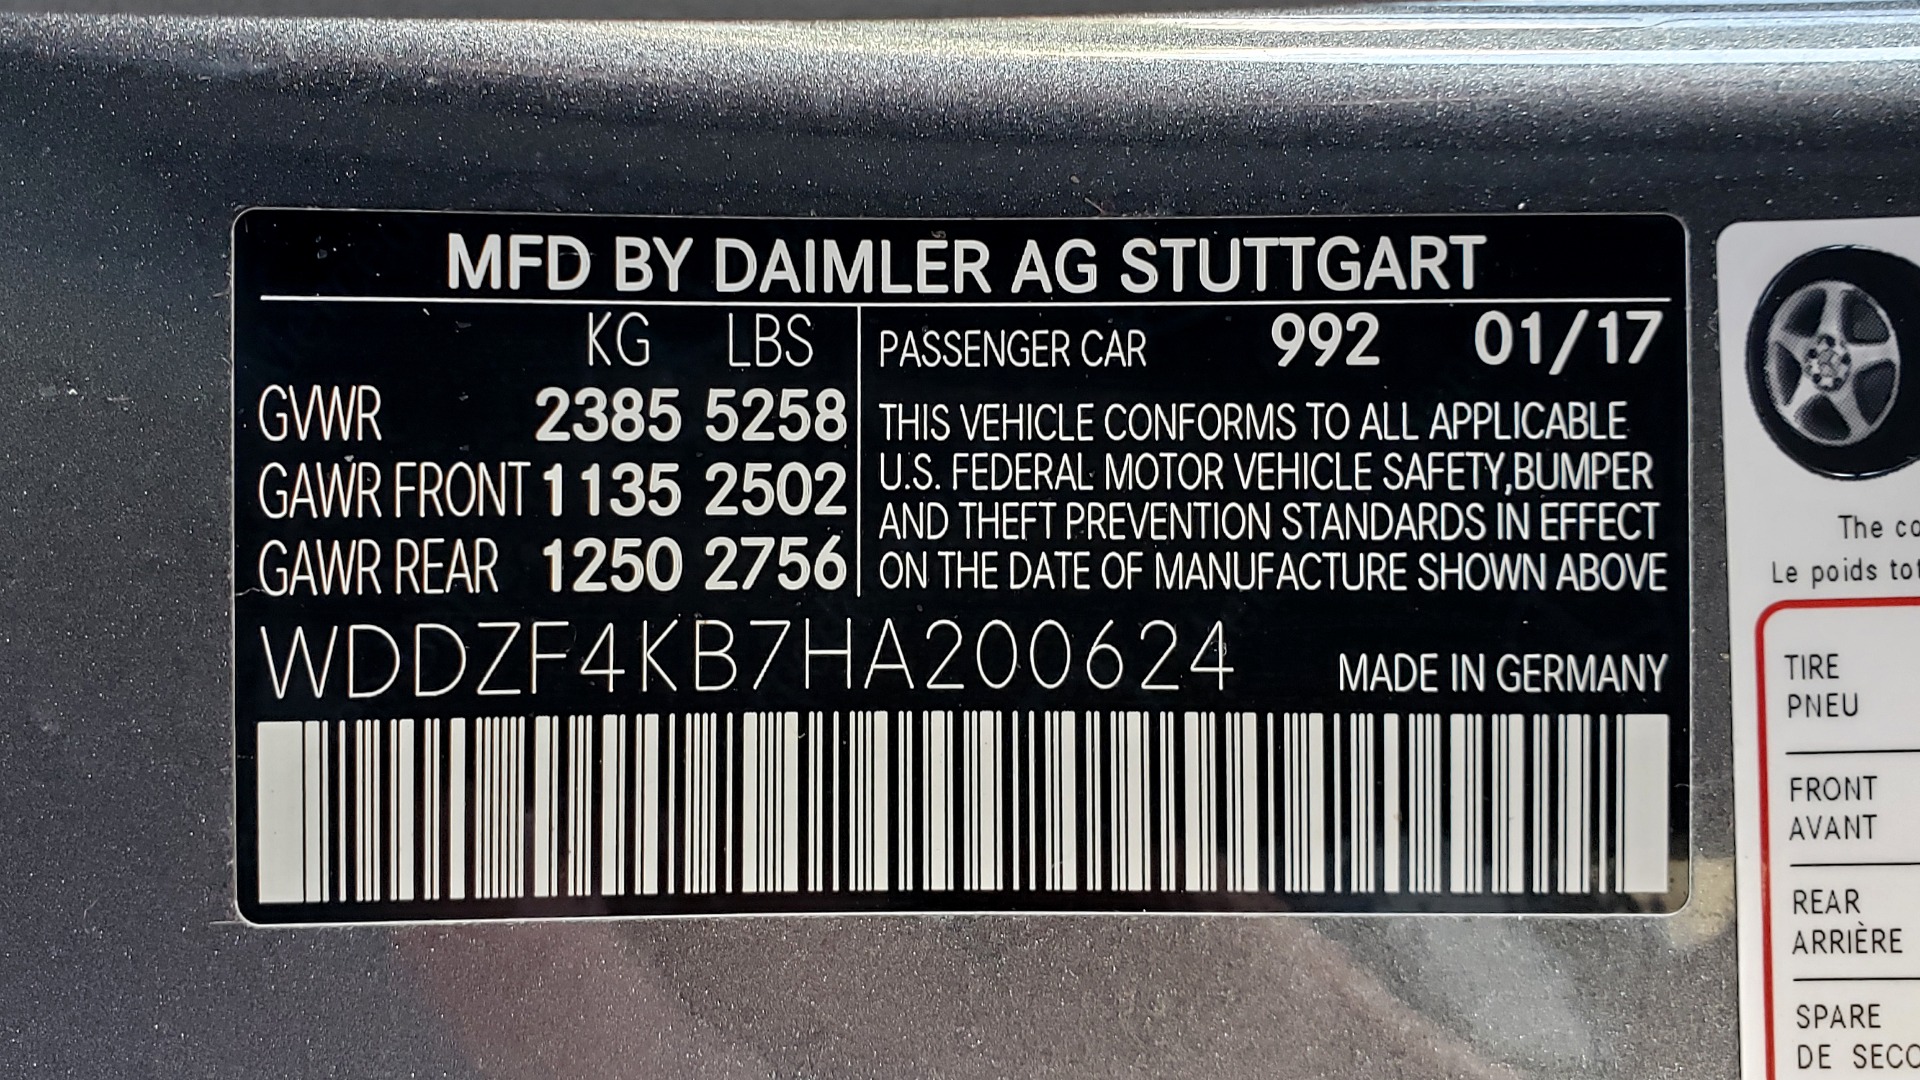 MFD BY DAIMLER AG STUTTGART
KG LBS
GVWR 2385 5258
GAWR FRONT 1135 2502
GAWR REAR 1250 2756
PASSENGER CAR 992 01/17
THIS VEHICLE CONFORMS TO ALL APPLICABLE
U.S. FEDERAL MOTOR VEHICLE SAFETY,BUMPER
AND THEFT PREVENTION STANDARDS IN EFFECT
ON THE DATE OF MANUFACTURE SHOWN ABOVE
WDDZF4KB7HA200624
MADE IN GERMANY
The co
Le poids tot
TIRE
PNEU
FRONT
AVANT
REAR
ARRIÈRE
SPARE
DE SECO